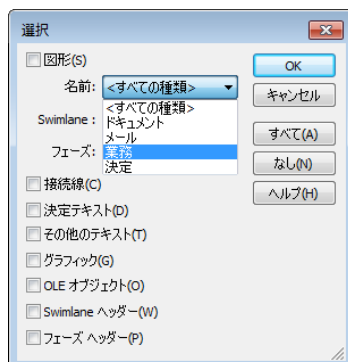 選択
図形(S)
名前: <すべての種類>
<すべての種類>
ドキュメント
メール
業務
決定
Swimlane :
フェーズ:
接続線(C)
決定テキスト(D)
その他のテキスト(T)
グラフィック(G)
OLE オブジェクト(O)
Swimlane ヘッダー(W)
フェーズ ヘッダー(P)
OK
キャンセル
すべて(A)
なし(N)
ヘルプ(H)